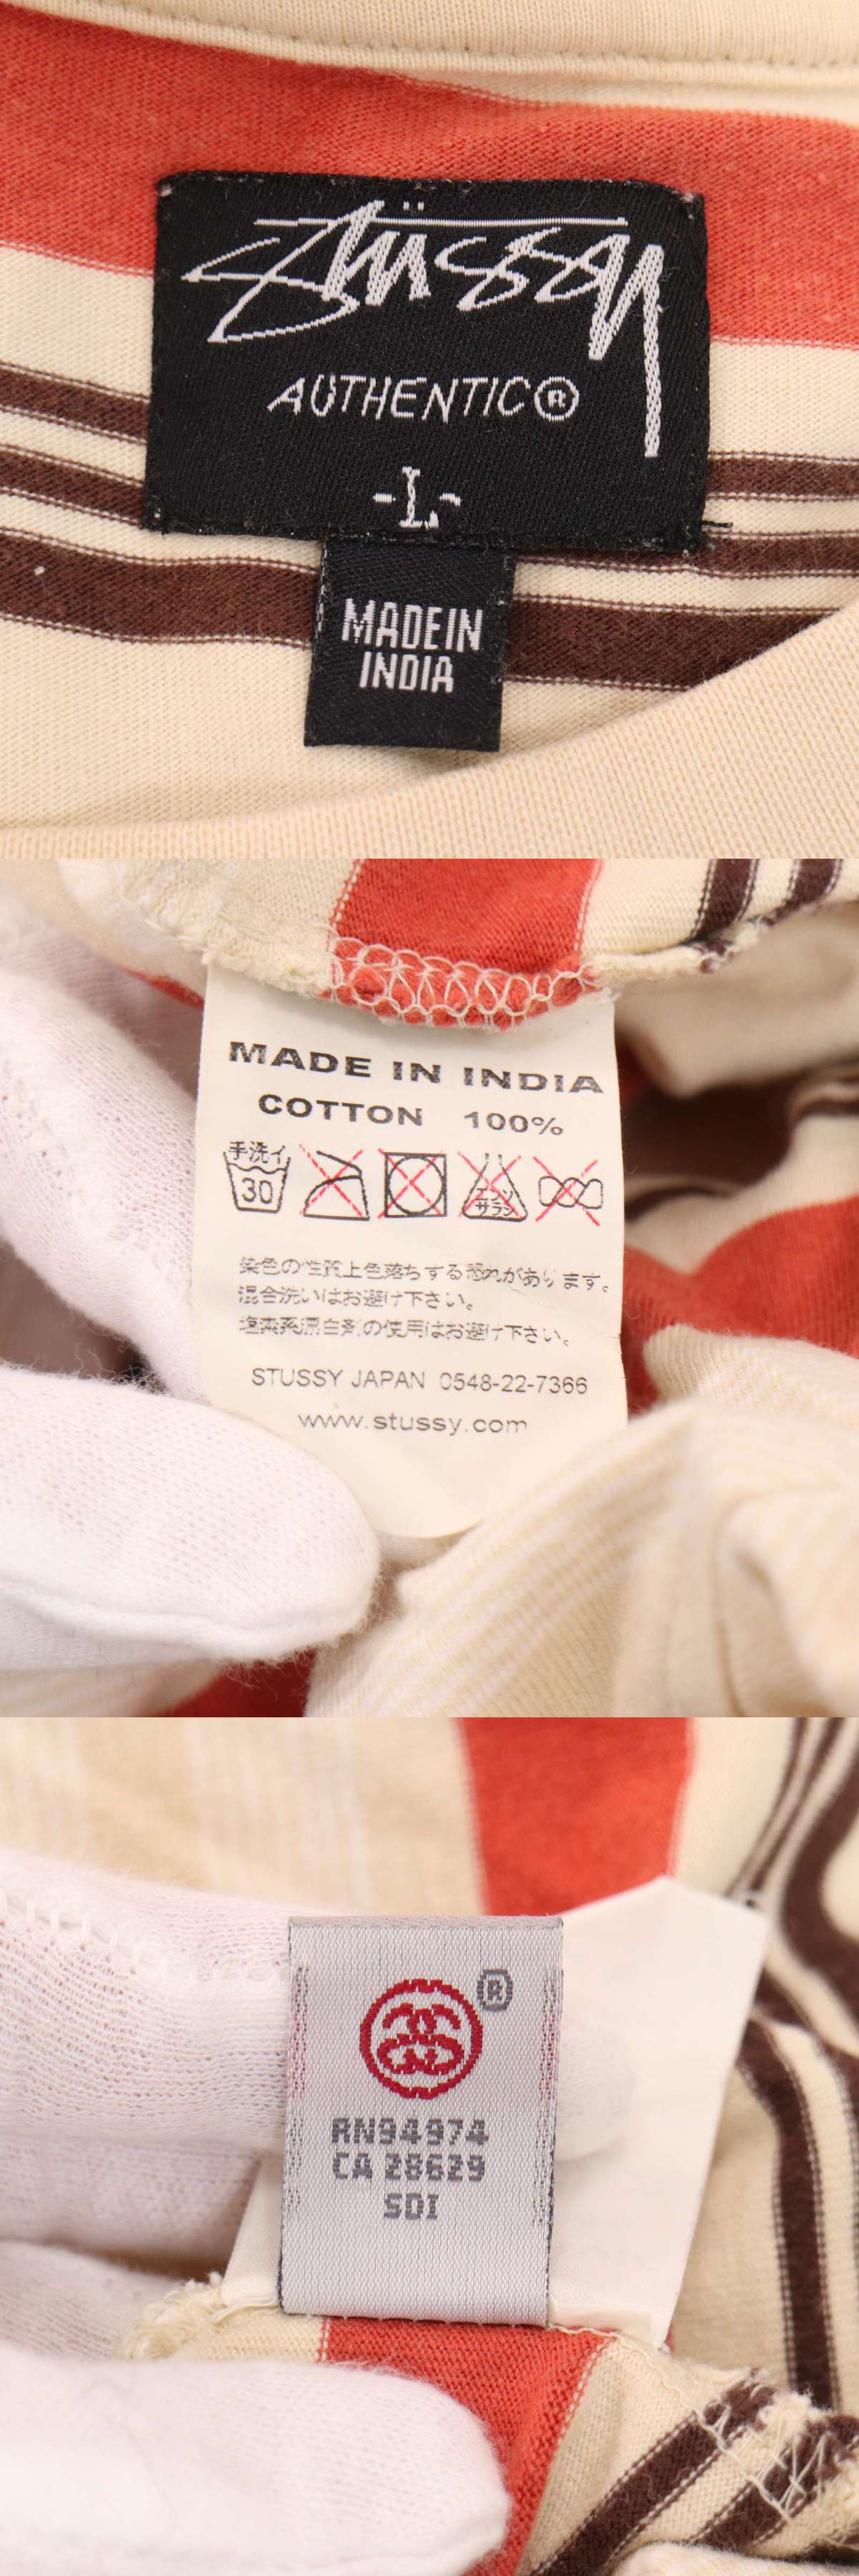 Stüssy
AUTHENTIC®
-L-
MADE IN
INDIA
MADE IN INDIA
COTTON 100%
手洗イ
30
エンソ
サラシ
染色の性質上色落ちする恐れがあります。
混合洗いはお避け下さい。
塩素系漂白剤の使用はお避け下さい。
STUSSY JAPAN 0548-22-7366
www.stussy.com
®
RN94974
CA 28629
SDI